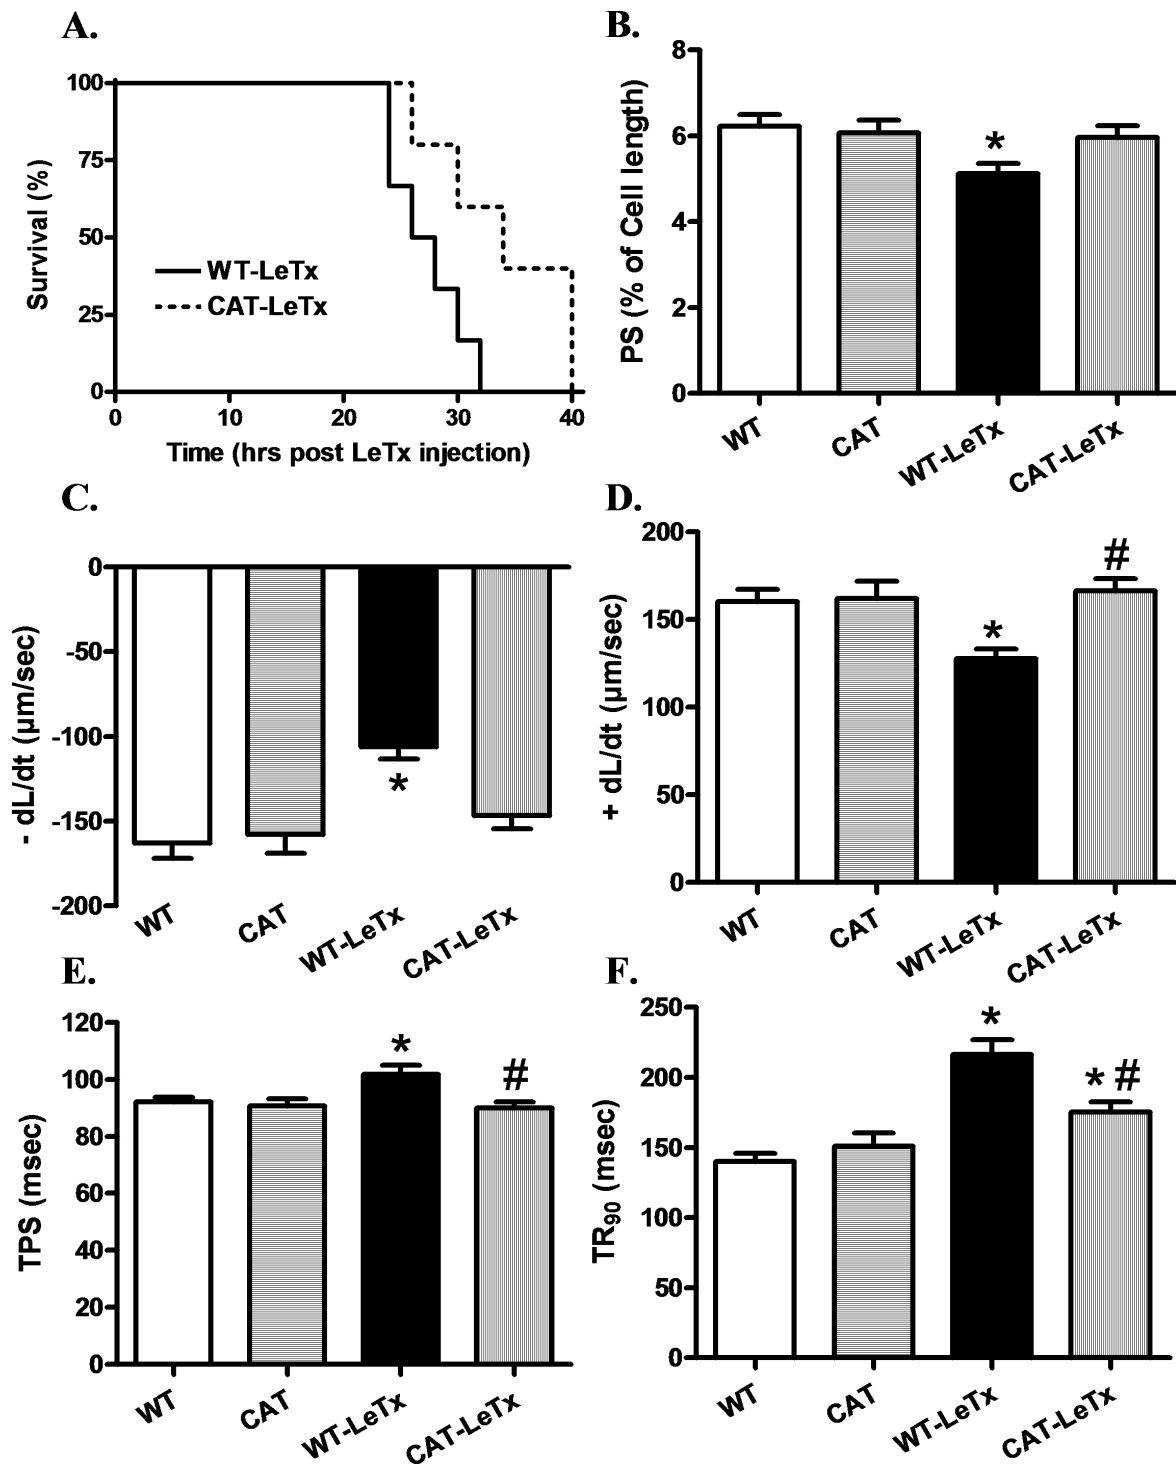 A.
100
75
50
25
0
Survival (%)
WT-LeTx
CAT-LeTx
0 10 20 30 40
Time (hrs post LeTx injection)
B.
8
6
4
2
0
PS (% of Cell length)
*
WT CAT WT-LeTx CAT-LeTx
C.
0
-50
-100
-150
-200
- dL/dt (µm/sec)
*
WT CAT WT-LeTx CAT-LeTx
D.
200
150
100
50
0
+ dL/dt (µm/sec)
* #
WT CAT WT-LeTx CAT-LeTx
E.
120
100
80
60
40
20
0
TPS (msec)
* #
WT CAT WT-LeTx CAT-LeTx
F.
250
200
150
100
50
0
TR90 (msec)
*
* #
WT CAT WT-LeTx CAT-LeTx